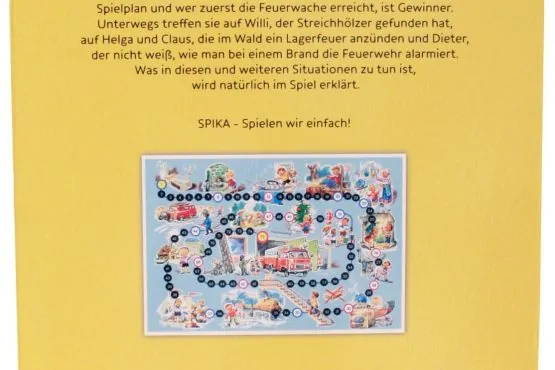 Spielplan und wer zuerst die Feuerwache erreicht, ist Gewinner.
Unterwegs treffen sie auf Willi, der Streichhölzer gefunden hat,
auf Helga und Claus, die im Wald ein Lagerfeuer anzünden und Dieter,
der nicht weiß, wie man bei einem Brand die Feuerwehr alarmiert.
Was in diesen und weiteren Situationen zu tun ist,
wird natürlich im Spiel erklärt.
SPIKA - Spielen wir einfach!